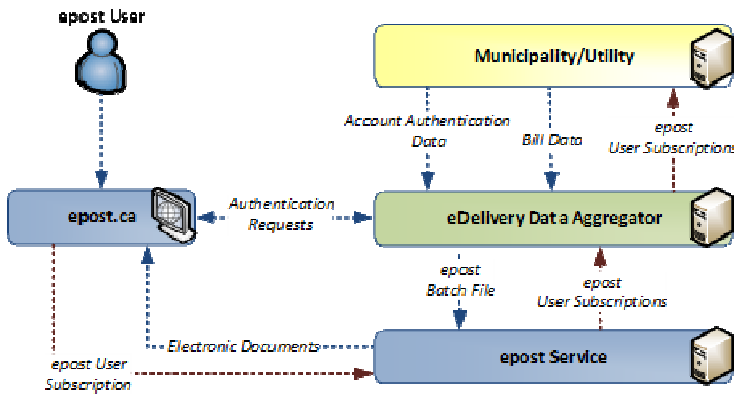 epost User
Municipality/Utility
Account Authentication
Data
Bill Data
epost
User Subscriptions
epost.ca
Authentication
Requests
eDelivery Data Aggregator
epost
Batch File
epost
User Subscriptions
Electronic Documents
epost Service
epost User
Subscription